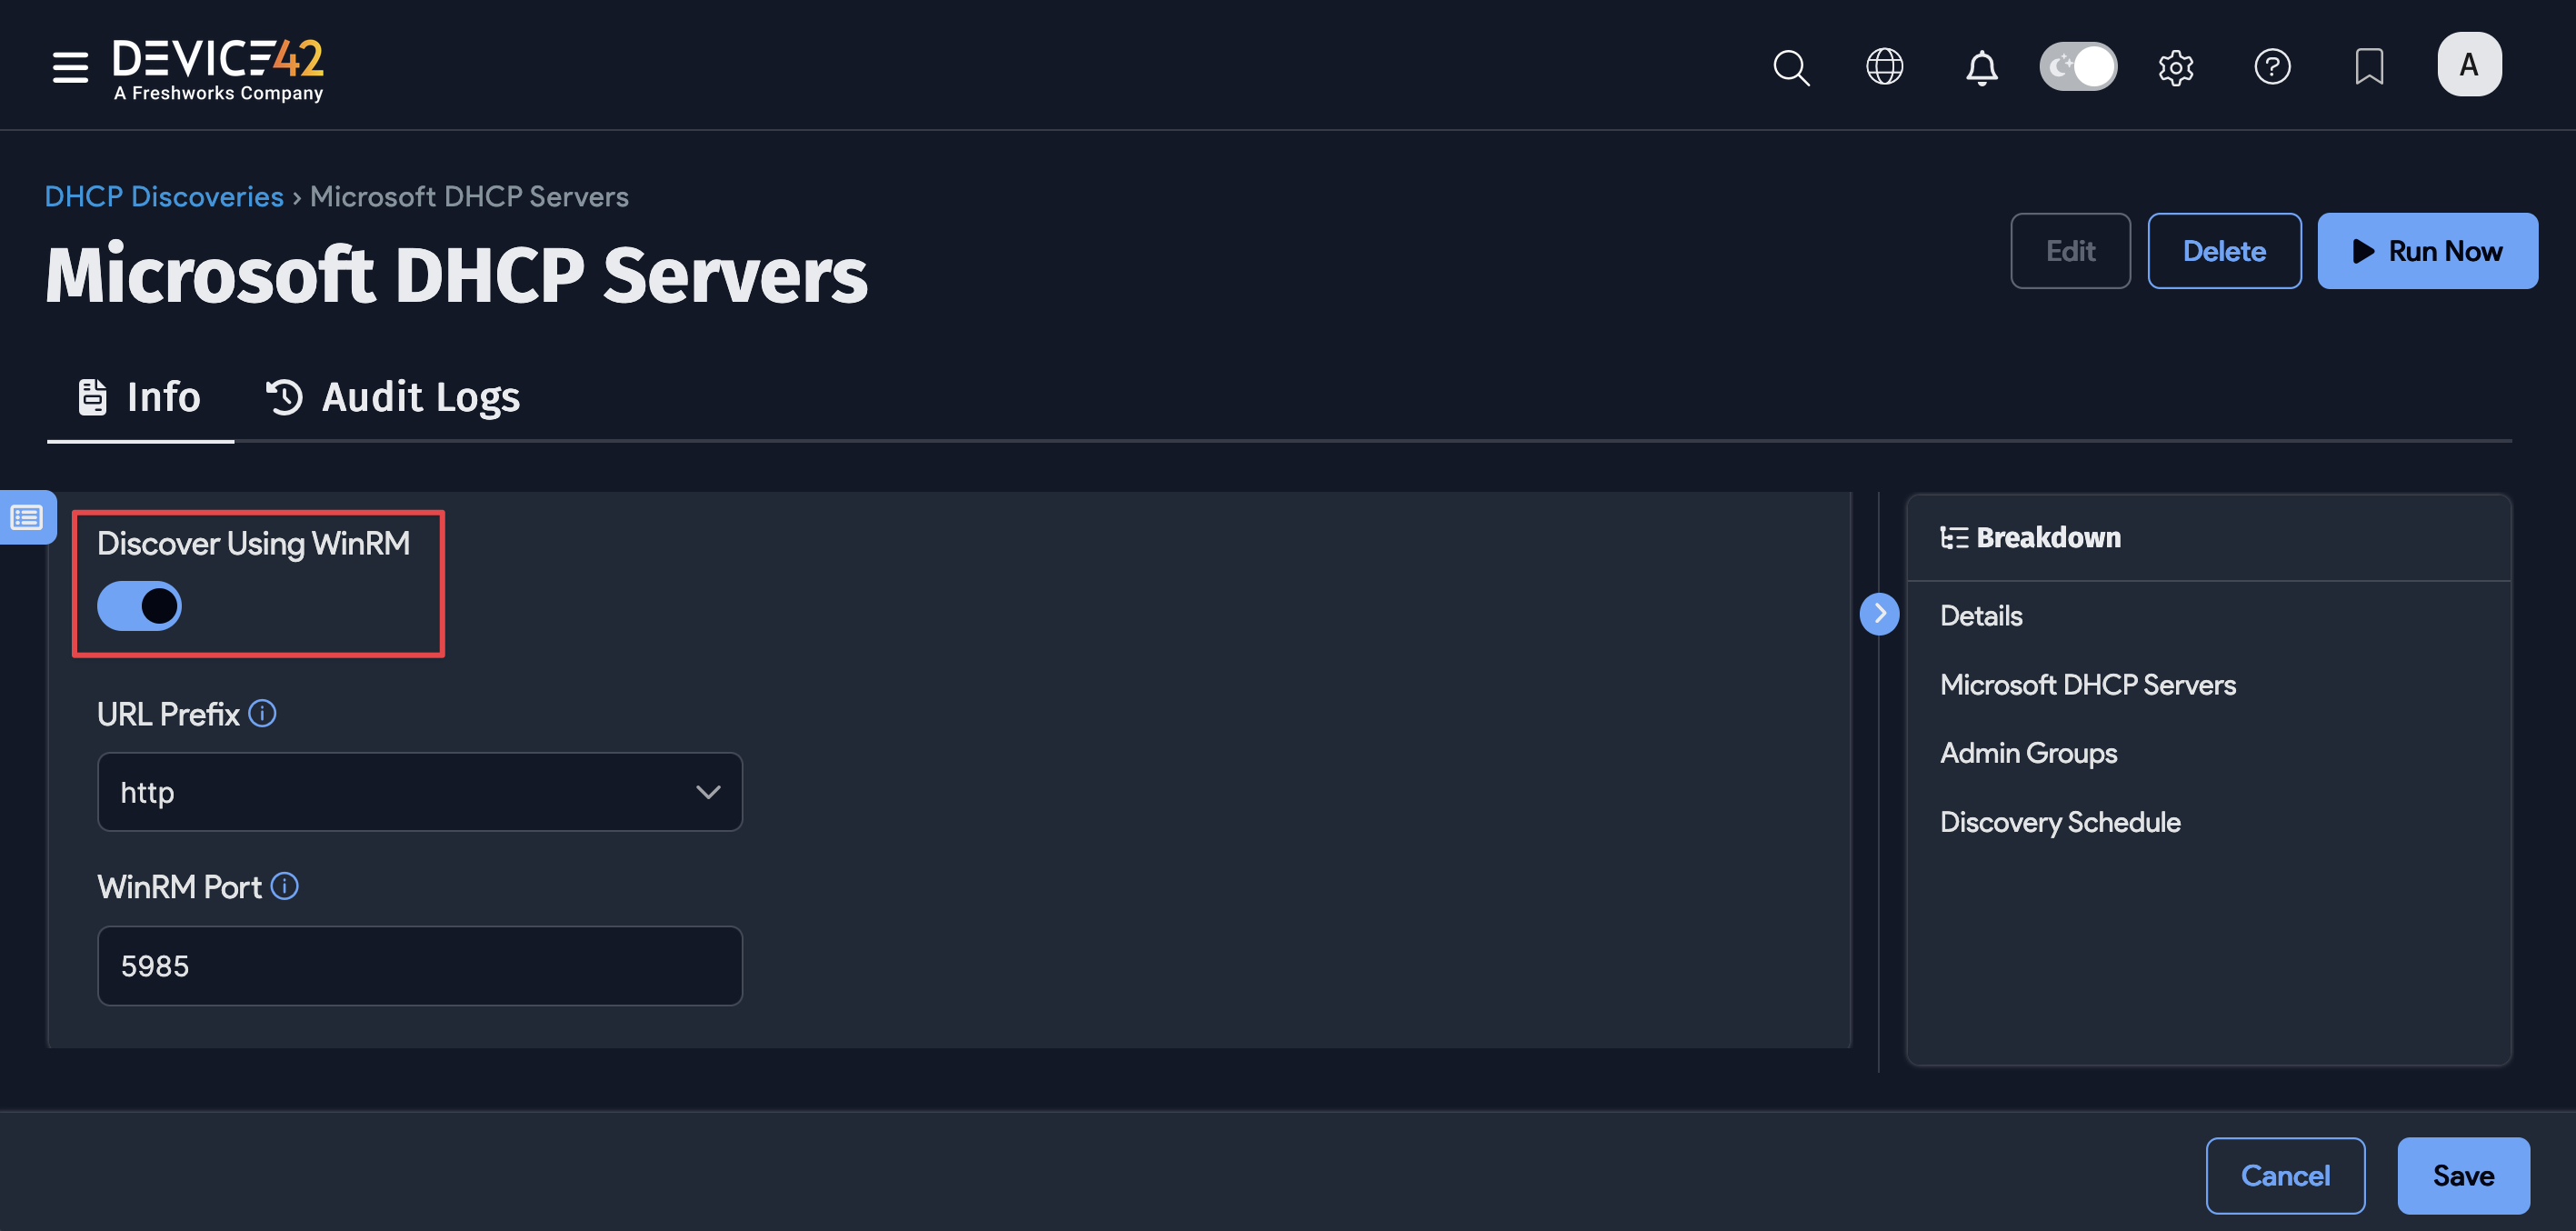 DEVICE42
A Freshworks Company
A
DHCP Discoveries › Microsoft DHCP Servers
Microsoft DHCP Servers
Edit
Delete
Run Now
Info
Audit Logs
Discover Using WinRM
URL Prefix
http
WinRM Port
5985
Breakdown
Details
Microsoft DHCP Servers
Admin Groups
Discovery Schedule
Cancel
Save